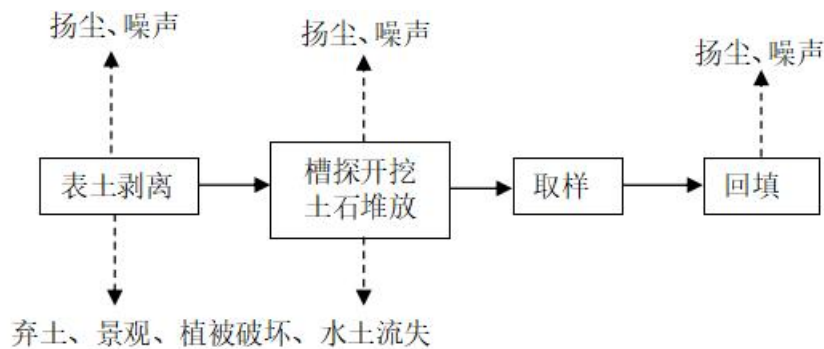 扬尘、噪声
扬尘、噪声
扬尘、噪声
表土剥离
槽探开挖
土石堆放
取样
回填
弃土、景观、植被破坏、水土流失